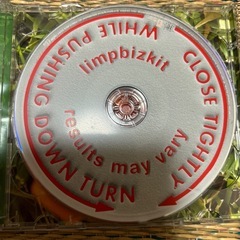 WHILE PUSHING DOWN TURN
CLOSE TIGHTLY
limpbizkit
results may vary